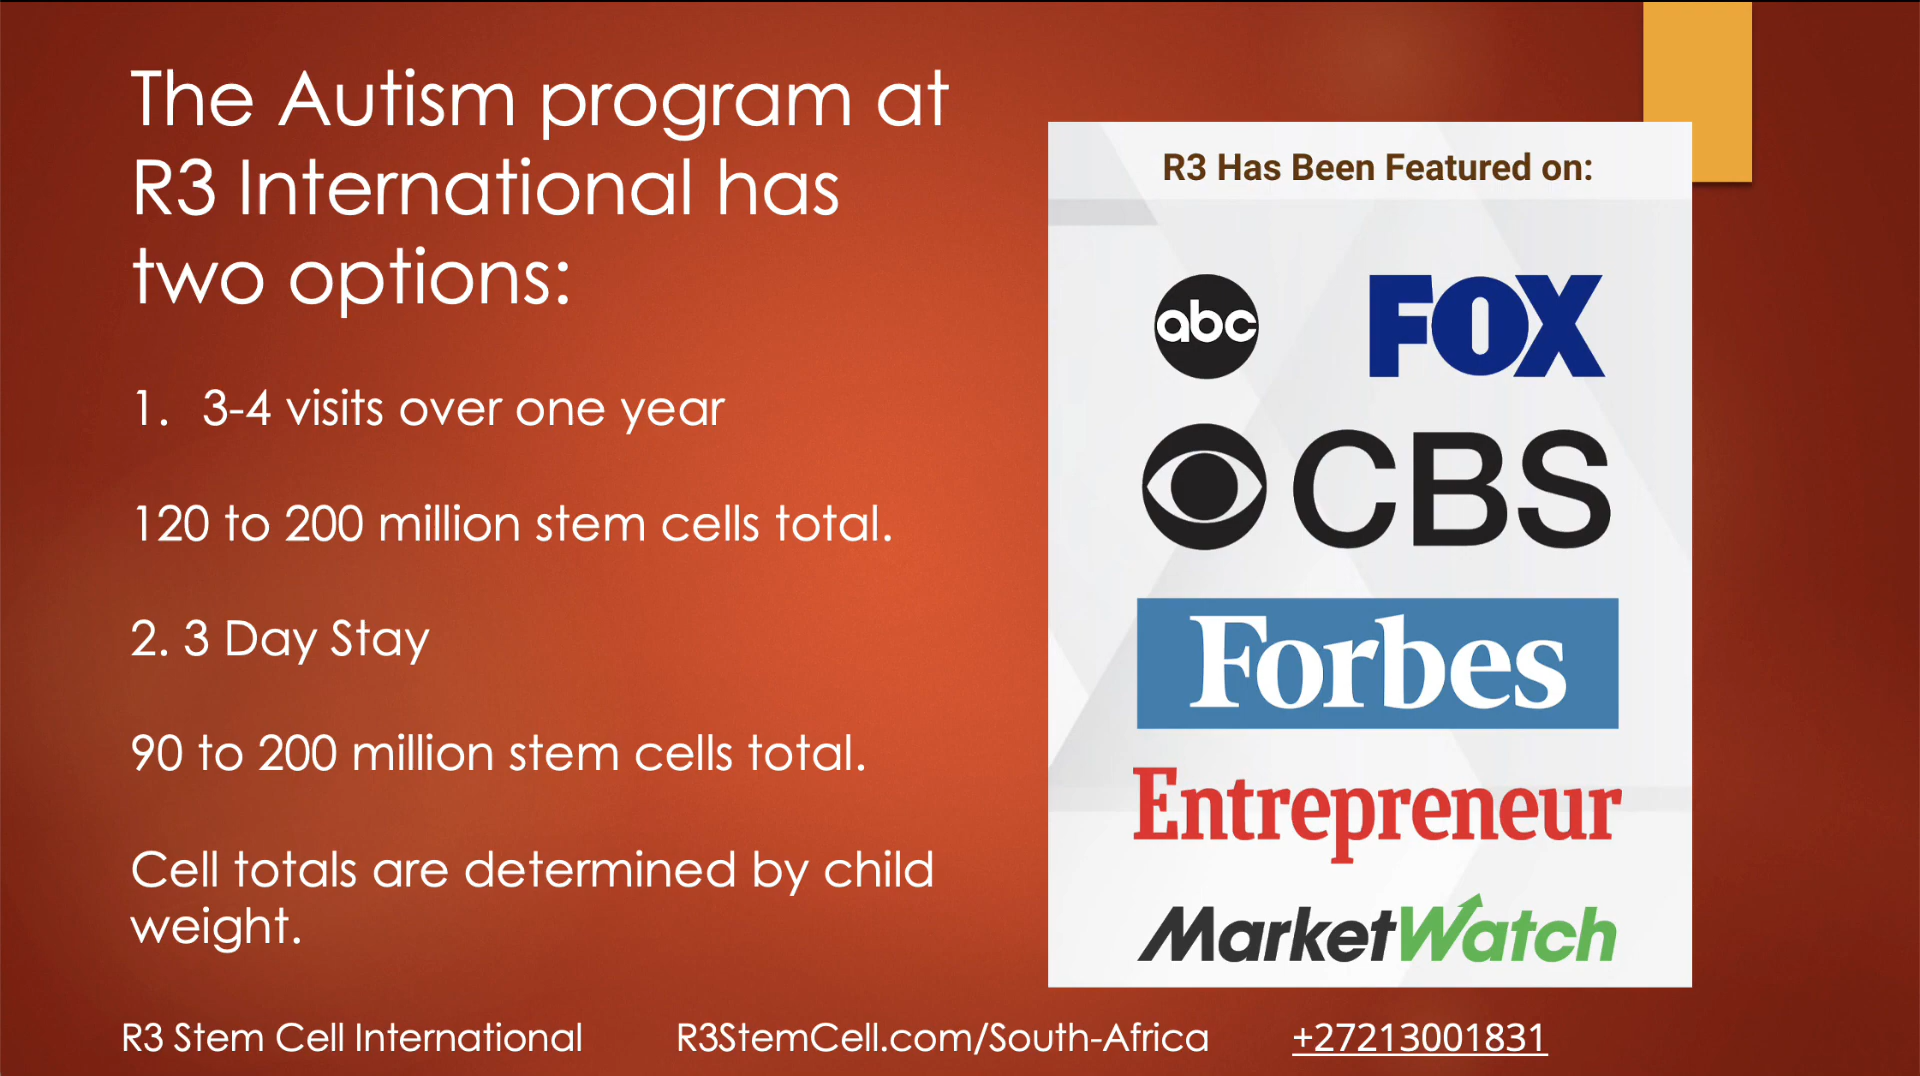 The Autism program at
R3 International has
two options:
1. 3-4 visits over one year
120 to 200 million stem cells total.
2. 3 Day Stay
90 to 200 million stem cells total.
Cell totals are determined by child
weight.
R3 Has Been Featured on:
abc FOX
CBS
Forbes
Entrepreneur
MarketWatch
R3 Stem Cell International R3StemCell.com/South-Africa +27213001831